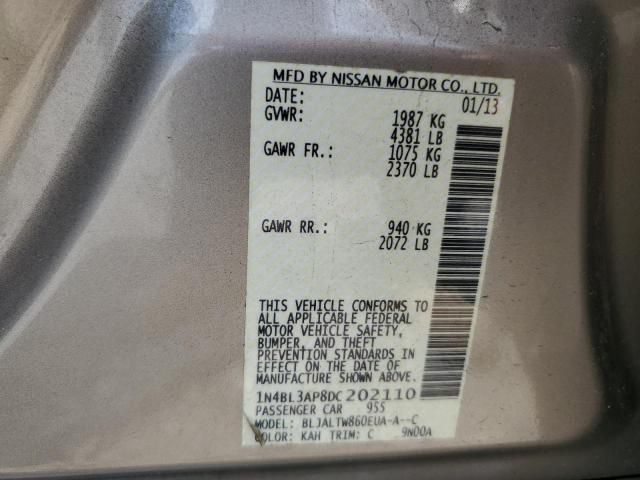 MFD BY NISSAN MOTOR CO., LTD.
DATE: 01/13
GVWR: 1987 KG
4381 LB
GAWR FR.: 1075 KG
2370 LB
GAWR RR.: 940 KG
2072 LB
THIS VEHICLE CONFORMS TO
ALL APPLICABLE FEDERAL
MOTOR VEHICLE SAFETY,
BUMPER, AND THEFT
PREVENTION STANDARDS IN
EFFECT ON THE DATE OF
MANUFACTURE SHOWN ABOVE.
1N4BL3AP8DC202110
PASSENGER CAR 955
MODEL: BLJALTW860EUA-A--C
COLOR: KAH TRIM: C 9N00A